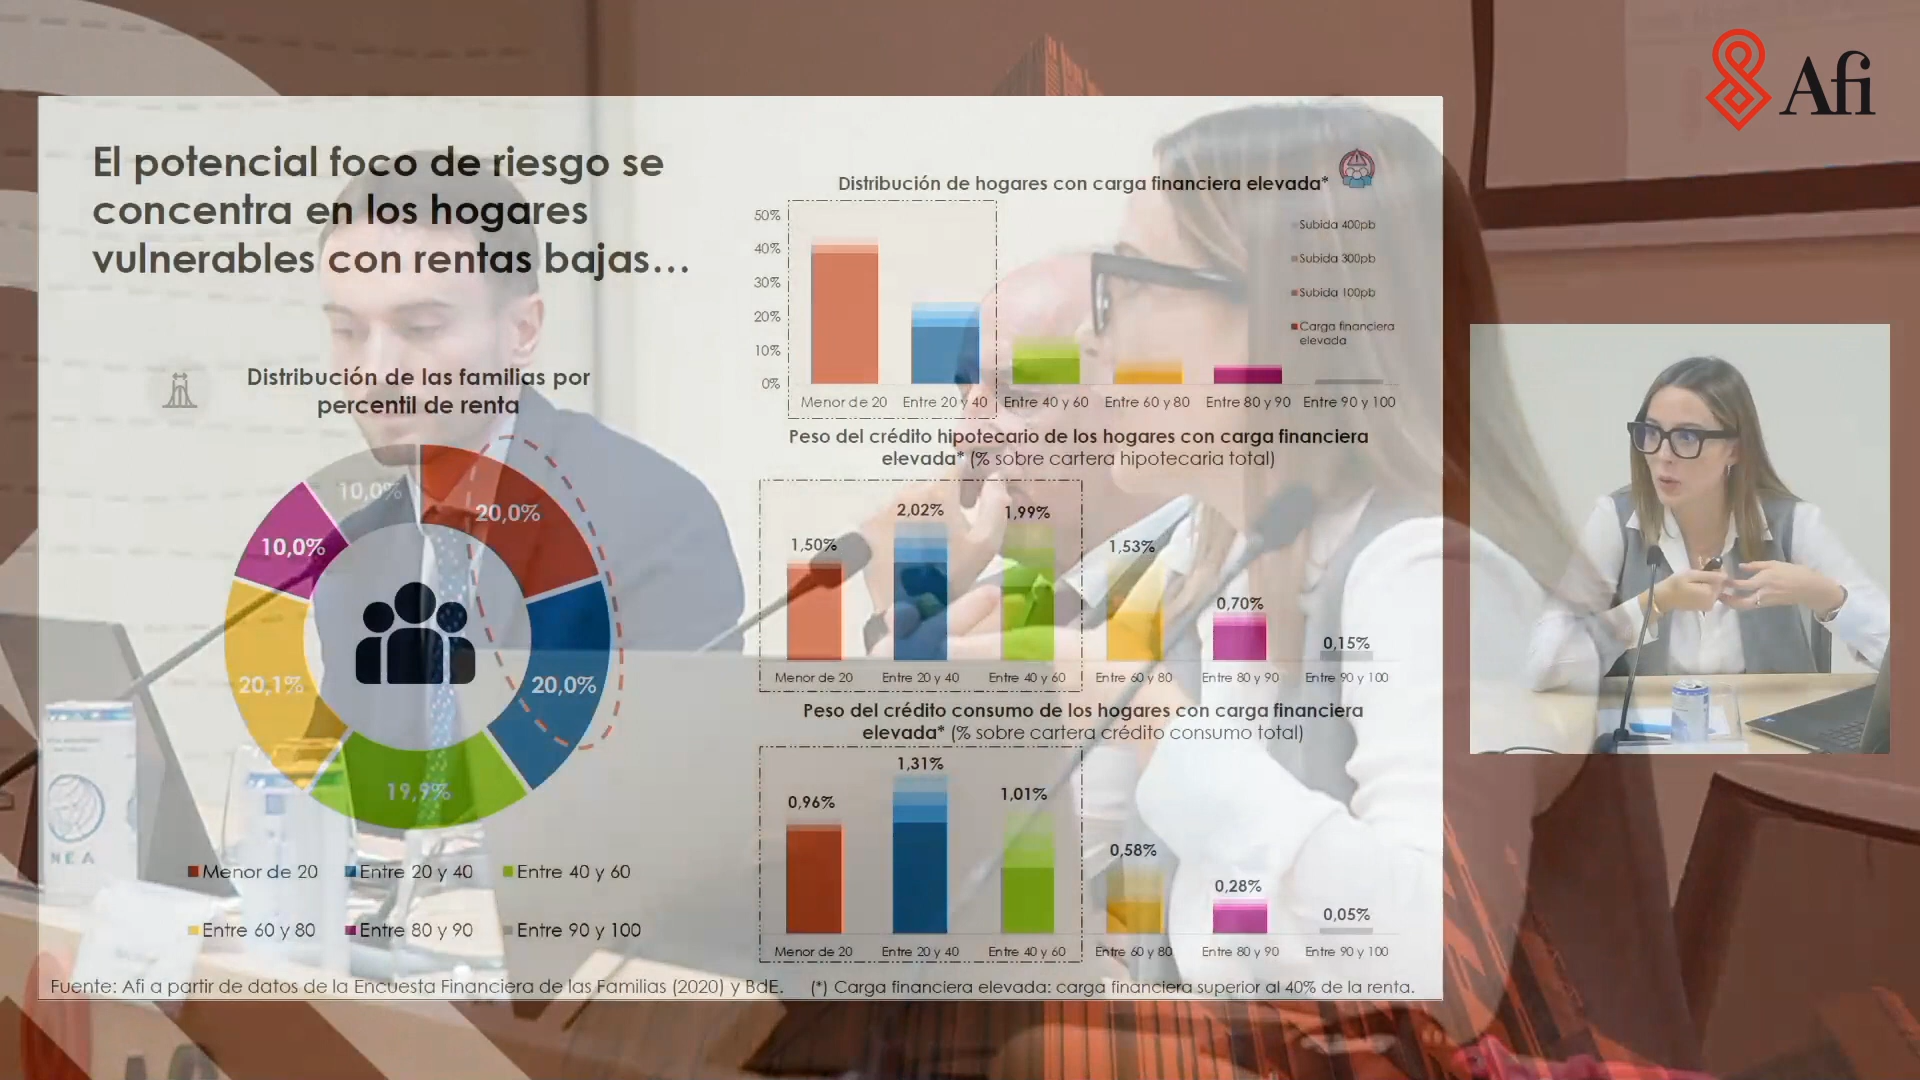 Afi
El potencial foco de riesgo se
concentra en los hogares
vulnerables con rentas bajas...
Distribución de las familias por
percentil de renta
10,0%
20,0%
10,0%
20,1%
20,0%
19,9%
Menor de 20
Entre 20 y 40
Entre 40 y 60
Entre 60 y 80
Entre 80 y 90
Entre 90 y 100
Distribución de hogares con carga financiera elevada*
50%
40%
30%
20%
10%
0%
Subida 400pb
Subida 300pb
Subida 100pb
Carga financiera
elevada
Menor de 20 Entre 20 y 40 Entre 40 y 60 Entre 60 y 80 Entre 80 y 90 Entre 90 y 100
Peso del crédito hipotecario de los hogares con carga financiera
elevada* (% sobre cartera hipotecaria total)
1,50%
2,02%
1,99%
1,53%
0,70%
0,15%
Menor de 20 Entre 20 y 40 Entre 40 y 60 Entre 60 y 80 Entre 80 y 90 Entre 90 y 100
Peso del crédito consumo de los hogares con carga financiera
elevada* (% sobre cartera crédito consumo total)
0,96%
1,31%
1,01%
0,58%
0,28%
0,05%
Menor de 20 Entre 20 y 40 Entre 40 y 60 Entre 60 y 80 Entre 80 y 90 Entre 90 y 100
NEA
Fuente: Afi a partir de datos de la Encuesta Financiera de las Familias (2020) y BdE. (*) Carga financiera elevada: carga financiera superior al 40% de la renta.